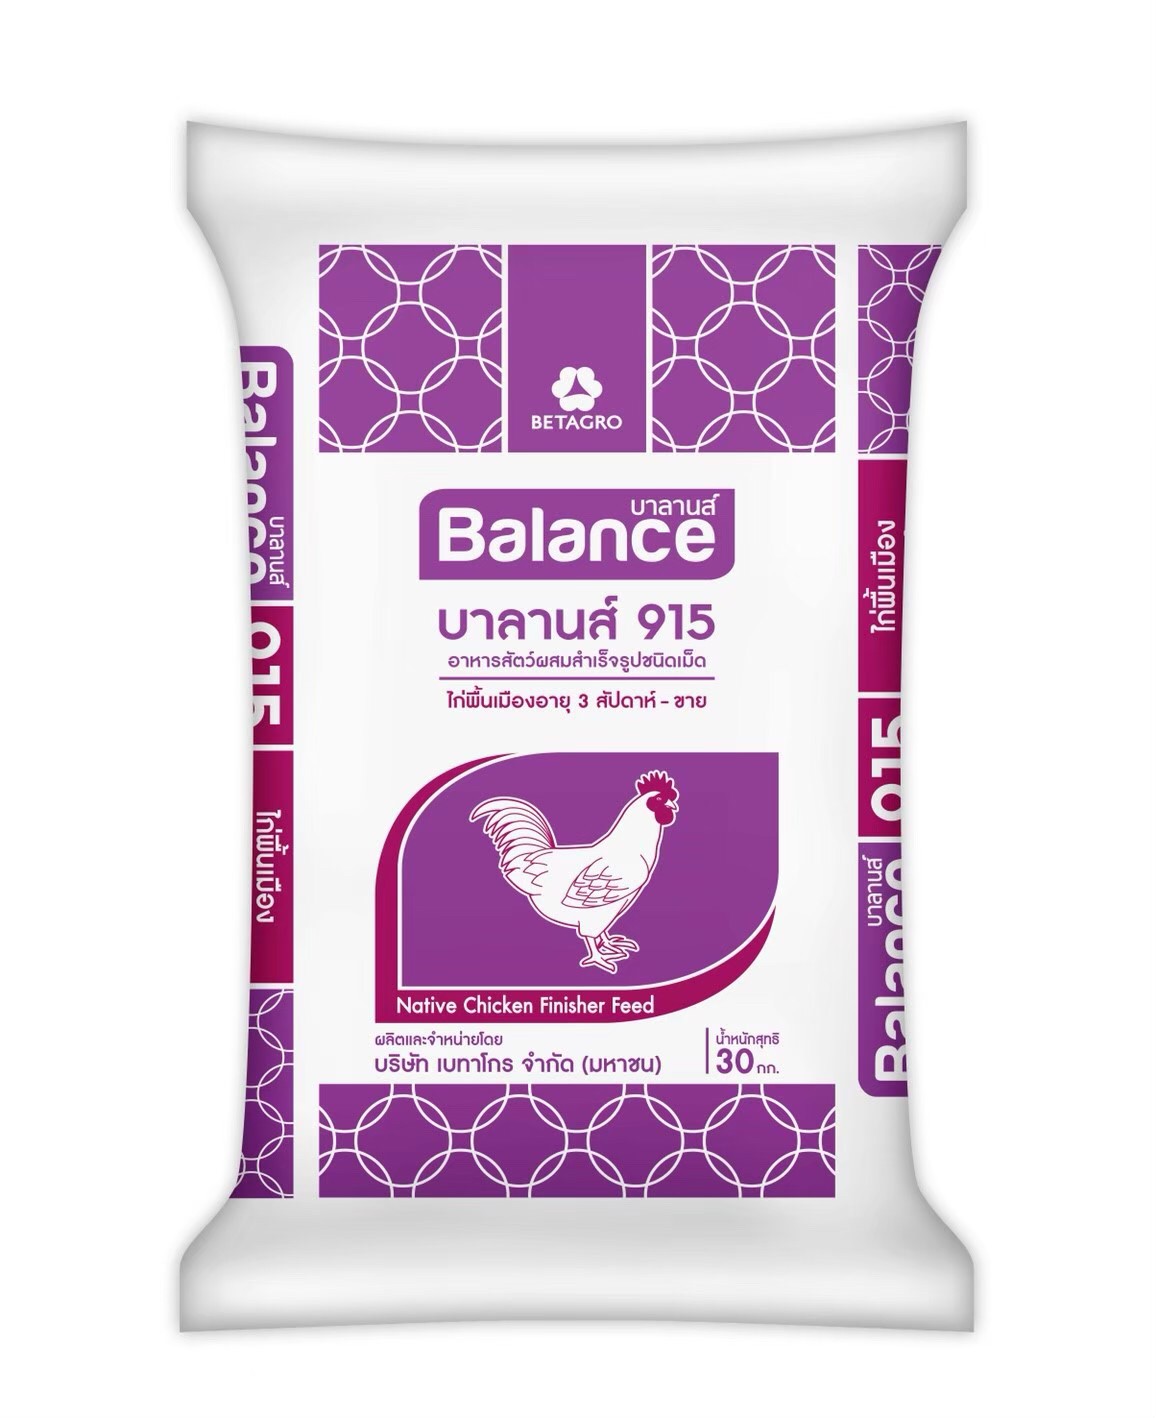 BETAGRO
บาลานส์
Balance
บาลานส์ 915
อาหารสัตว์ผสมสำเร็จรูปชนิดเม็ด
ไก่พื้นเมืองอายุ 3 สัปดาห์ - ขาย
Native Chicken Finisher Feed
ผลิตและจำหน่ายโดย
บริษัท เบทาโกร จำกัด (มหาชน)
น้ำหนักสุทธิ
30 กก.
Balance
บาลานส์
915
ไก่พื้นเมือง
ไก่พื้นเมือง
915
บาลานส์
Balance